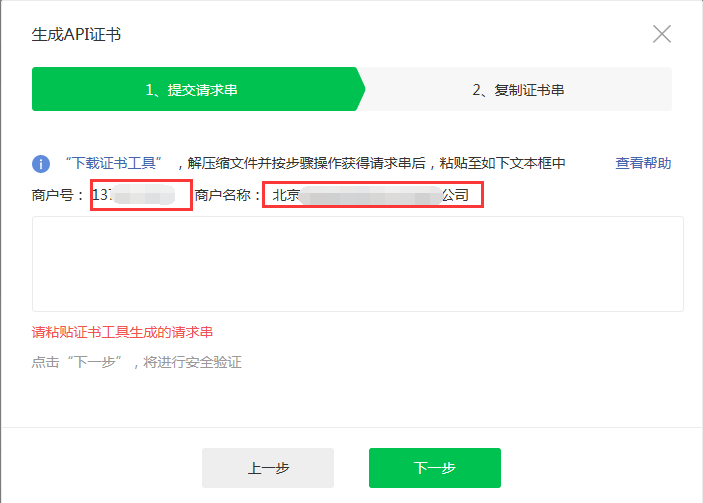 生成API证书
1、提交请求串 2、复制证书串
“下载证书工具”，解压缩文件并按步骤操作获得请求串后，粘贴至如下文本框中 查看帮助
商户号：137 商户名称：北京 公司
请粘贴证书工具生成的请求串
点击“下一步”，将进行安全验证
上一步 下一步